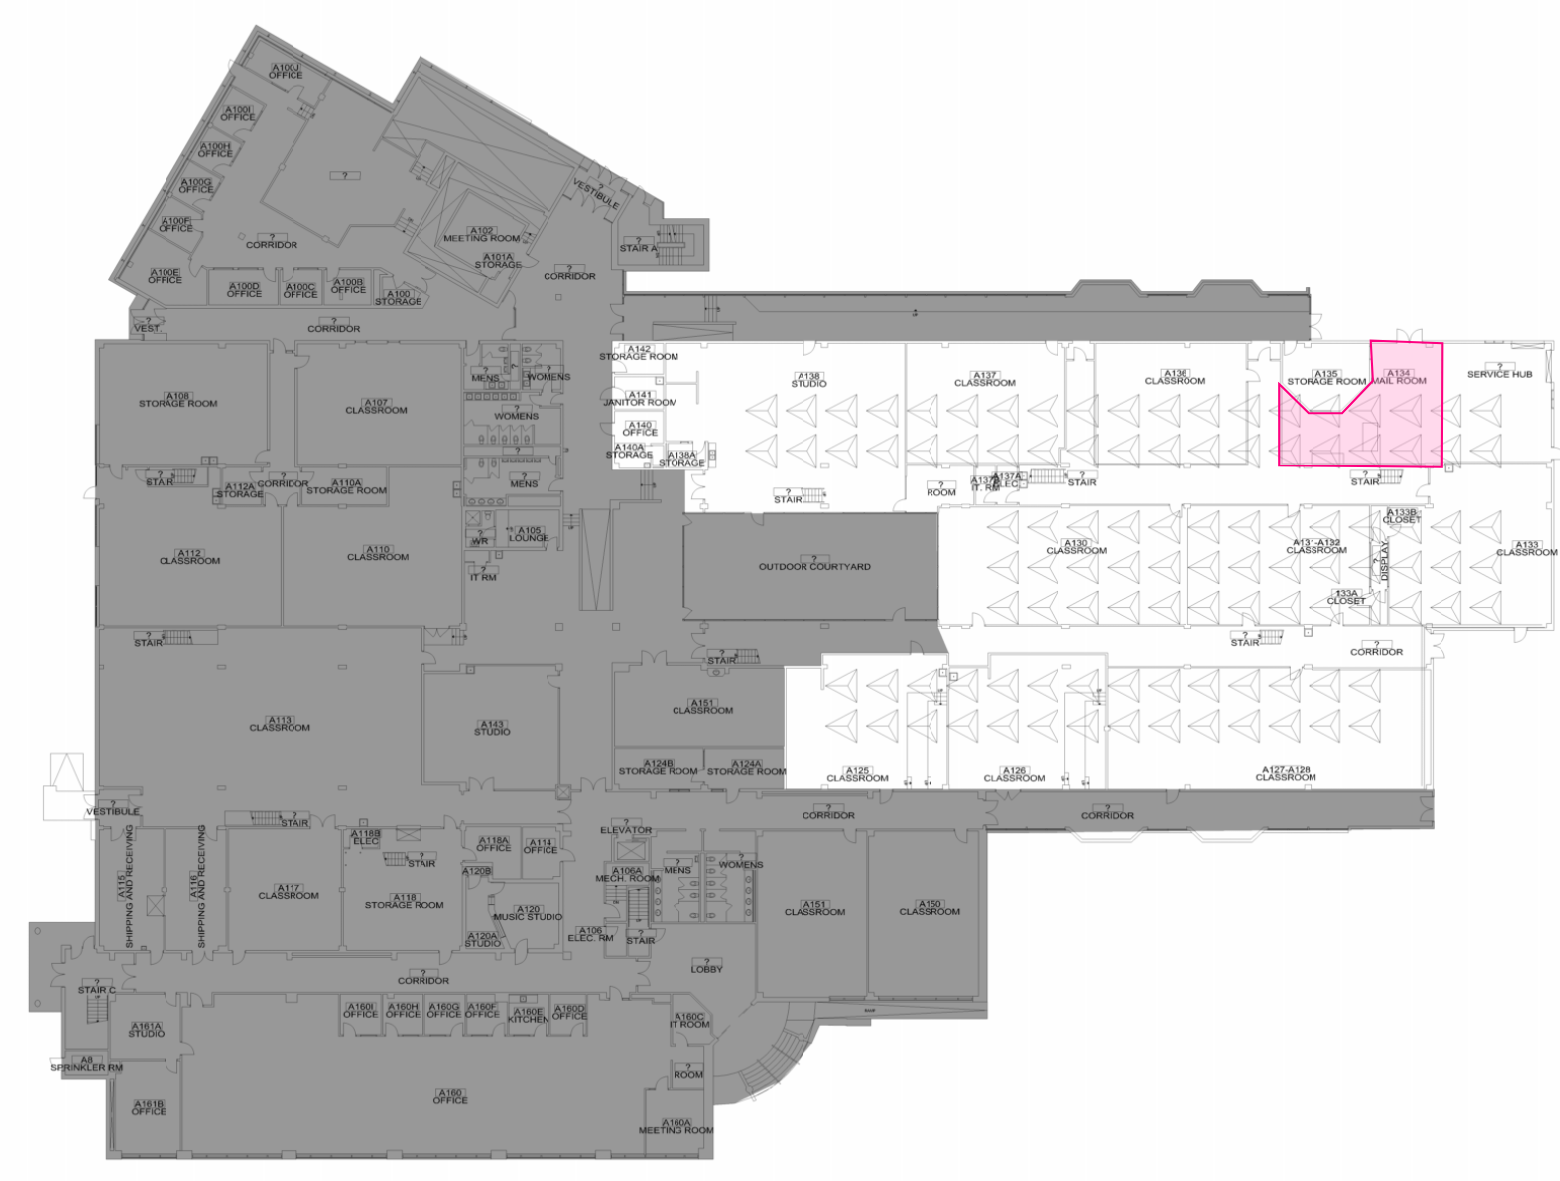 A100J
OFFICE
A100I
OFFICE
A100H
OFFICE
A100G
OFFICE
A100F
OFFICE
A100E
OFFICE
?
?
CORRIDOR
A100D
OFFICE
A100C
OFFICE
A100B
OFFICE
A100
STORAGE
A102
MEETING ROOM
A101A
STORAGE
?
VESTIBULE
?
STAIR A
?
CORRIDOR
?
VEST.
?
CORRIDOR
A108
STORAGE ROOM
A107
CLASSROOM
?
MENS
?
WOMENS
?
WOMENS
?
?
MENS
A142
STORAGE ROOM
A141
JANITOR ROOM
A140
OFFICE
A140A
STORAGE
A138A
STORAGE
A138
STUDIO
A137
CLASSROOM
A136
CLASSROOM
A135
STORAGE ROOM
A134
MAIL ROOM
?
SERVICE HUB
?
STAIR
A112A
STORAGE
?
CORRIDOR
A110A
STORAGE ROOM
?
STAIR
?
ROOM
IT. RM
A137A
ELEC
?
STAIR
?
STAIR
A112
CLASSROOM
A110
CLASSROOM
?
WR
A105
LOUNGE
?
IT RM
?
OUTDOOR COURTYARD
A130
CLASSROOM
A131-A132
CLASSROOM
?
DISPLAY
A133B
CLOSET
A133
CLASSROOM
133A
CLOSET
?
STAIR
?
STAIR
?
STAIR
?
CORRIDOR
A113
CLASSROOM
A143
STUDIO
A151
CLASSROOM
A124B
STORAGE ROOM
A124A
STORAGE ROOM
A125
CLASSROOM
A126
CLASSROOM
A127-A128
CLASSROOM
?
VESTIBULE
?
STAIR
?
ELEVATOR
?
CORRIDOR
?
CORRIDOR
A115
SHIPPING AND RECEIVING
A116
SHIPPING AND RECEIVING
A117
CLASSROOM
A118B
ELEC
?
STAIR
A118
STORAGE ROOM
A118A
OFFICE
A114
OFFICE
A120B
A120
MUSIC STUDIO
A120A
STUDIO
A106A
MECH. ROOM
A106
ELEC. RM
?
STAIR
?
MENS
?
WOMENS
A151
CLASSROOM
A150
CLASSROOM
?
LOBBY
?
CORRIDOR
?
STAIR C
A161A
STUDIO
A8
SPRINKLER RM
A161B
OFFICE
A160I
OFFICE
A160H
OFFICE
A160G
OFFICE
A160F
OFFICE
A160E
KITCHEN
A160D
OFFICE
A160C
IT ROOM
?
ROOM
A160
OFFICE
A160A
MEETING ROOM